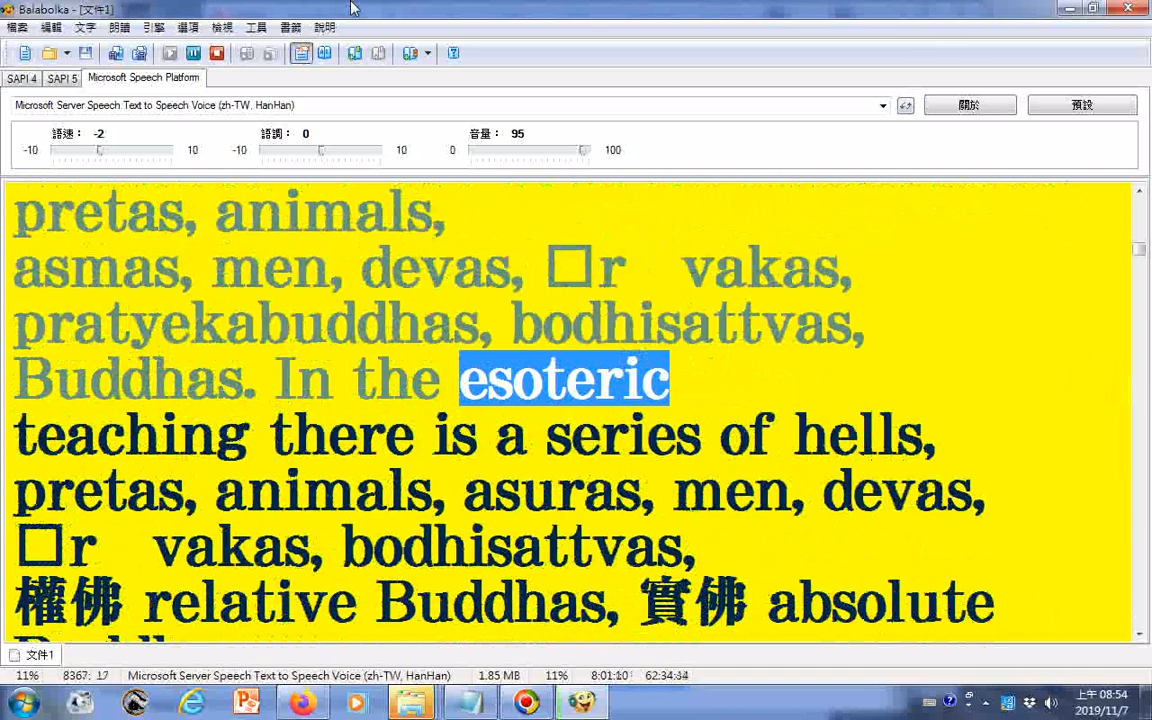 Balabolka - [文件1]
檔案 編輯 文字 朗讀 引擎 選項 檢視 工具 書籤 說明
SAPI 4 SAPI 5 Microsoft Speech Platform
Microsoft Server Speech Text to Speech Voice (zh-TW, HanHan) 關於 預設
語速： -2 語調： 0 音量： 95
-10 10 -10 10 0 100
pretas, animals,
asmas, men, devas, □r vakas,
pratyekabuddhas, bodhisattvas,
Buddhas. In the esoteric
teaching there is a series of hells,
pretas, animals, asuras, men, devas,
□r vakas, bodhisattvas,
權佛 relative Buddhas, 實佛 absolute
文件1
11% 8367: 17 Microsoft Server Speech Text to Speech Voice (zh-TW, HanHan) 1.85 MB 11% 8:01:10 62:34:34
上午 08:54
2019/11/7